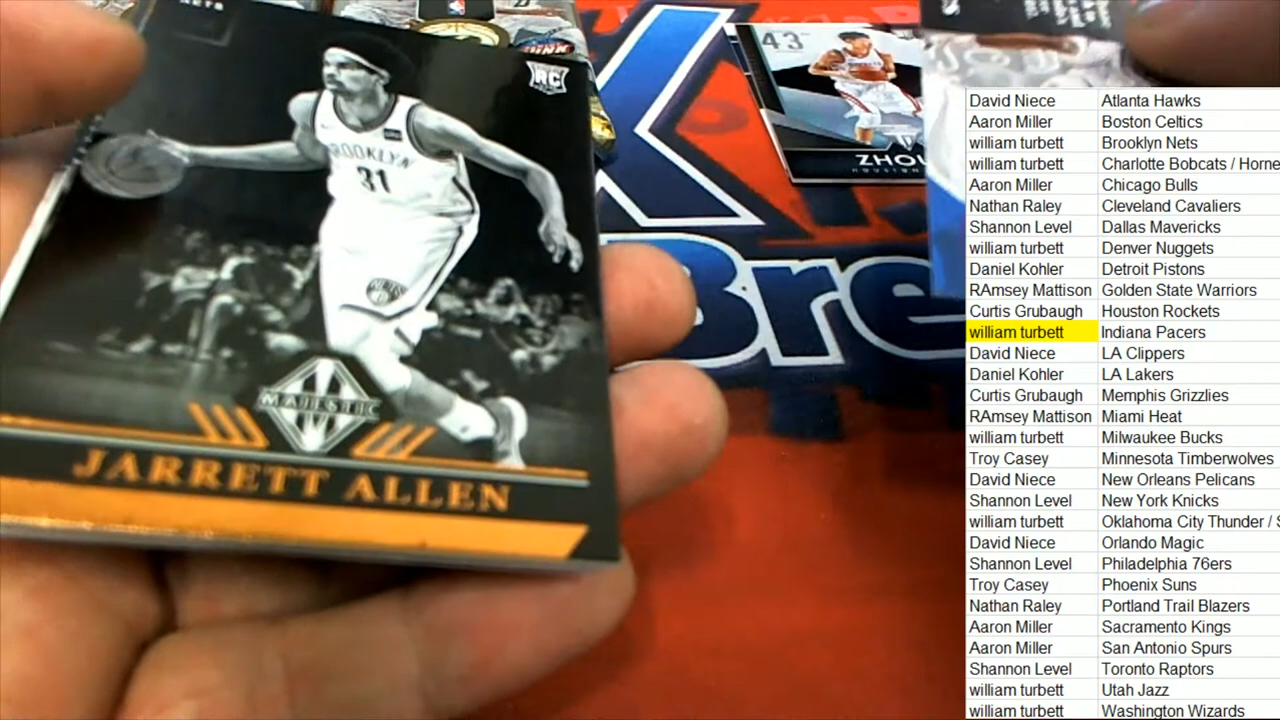 NETS
RC
BROOKLYN
31
NETS
MAJESTIC
JARRETT ALLEN
43
ZHOU
HOUSTON
Bre
David Niece Atlanta Hawks
Aaron Miller Boston Celtics
william turbett Brooklyn Nets
william turbett Charlotte Bobcats / Horne
Aaron Miller Chicago Bulls
Nathan Raley Cleveland Cavaliers
Shannon Level Dallas Mavericks
william turbett Denver Nuggets
Daniel Kohler Detroit Pistons
RAmsey Mattison Golden State Warriors
Curtis Grubaugh Houston Rockets
william turbett Indiana Pacers
David Niece LA Clippers
Daniel Kohler LA Lakers
Curtis Grubaugh Memphis Grizzlies
RAmsey Mattison Miami Heat
william turbett Milwaukee Bucks
Troy Casey Minnesota Timberwolves
David Niece New Orleans Pelicans
Shannon Level New York Knicks
william turbett Oklahoma City Thunder / S
David Niece Orlando Magic
Shannon Level Philadelphia 76ers
Troy Casey Phoenix Suns
Nathan Raley Portland Trail Blazers
Aaron Miller Sacramento Kings
Aaron Miller San Antonio Spurs
Shannon Level Toronto Raptors
william turbett Utah Jazz
william turbett Washington Wizards